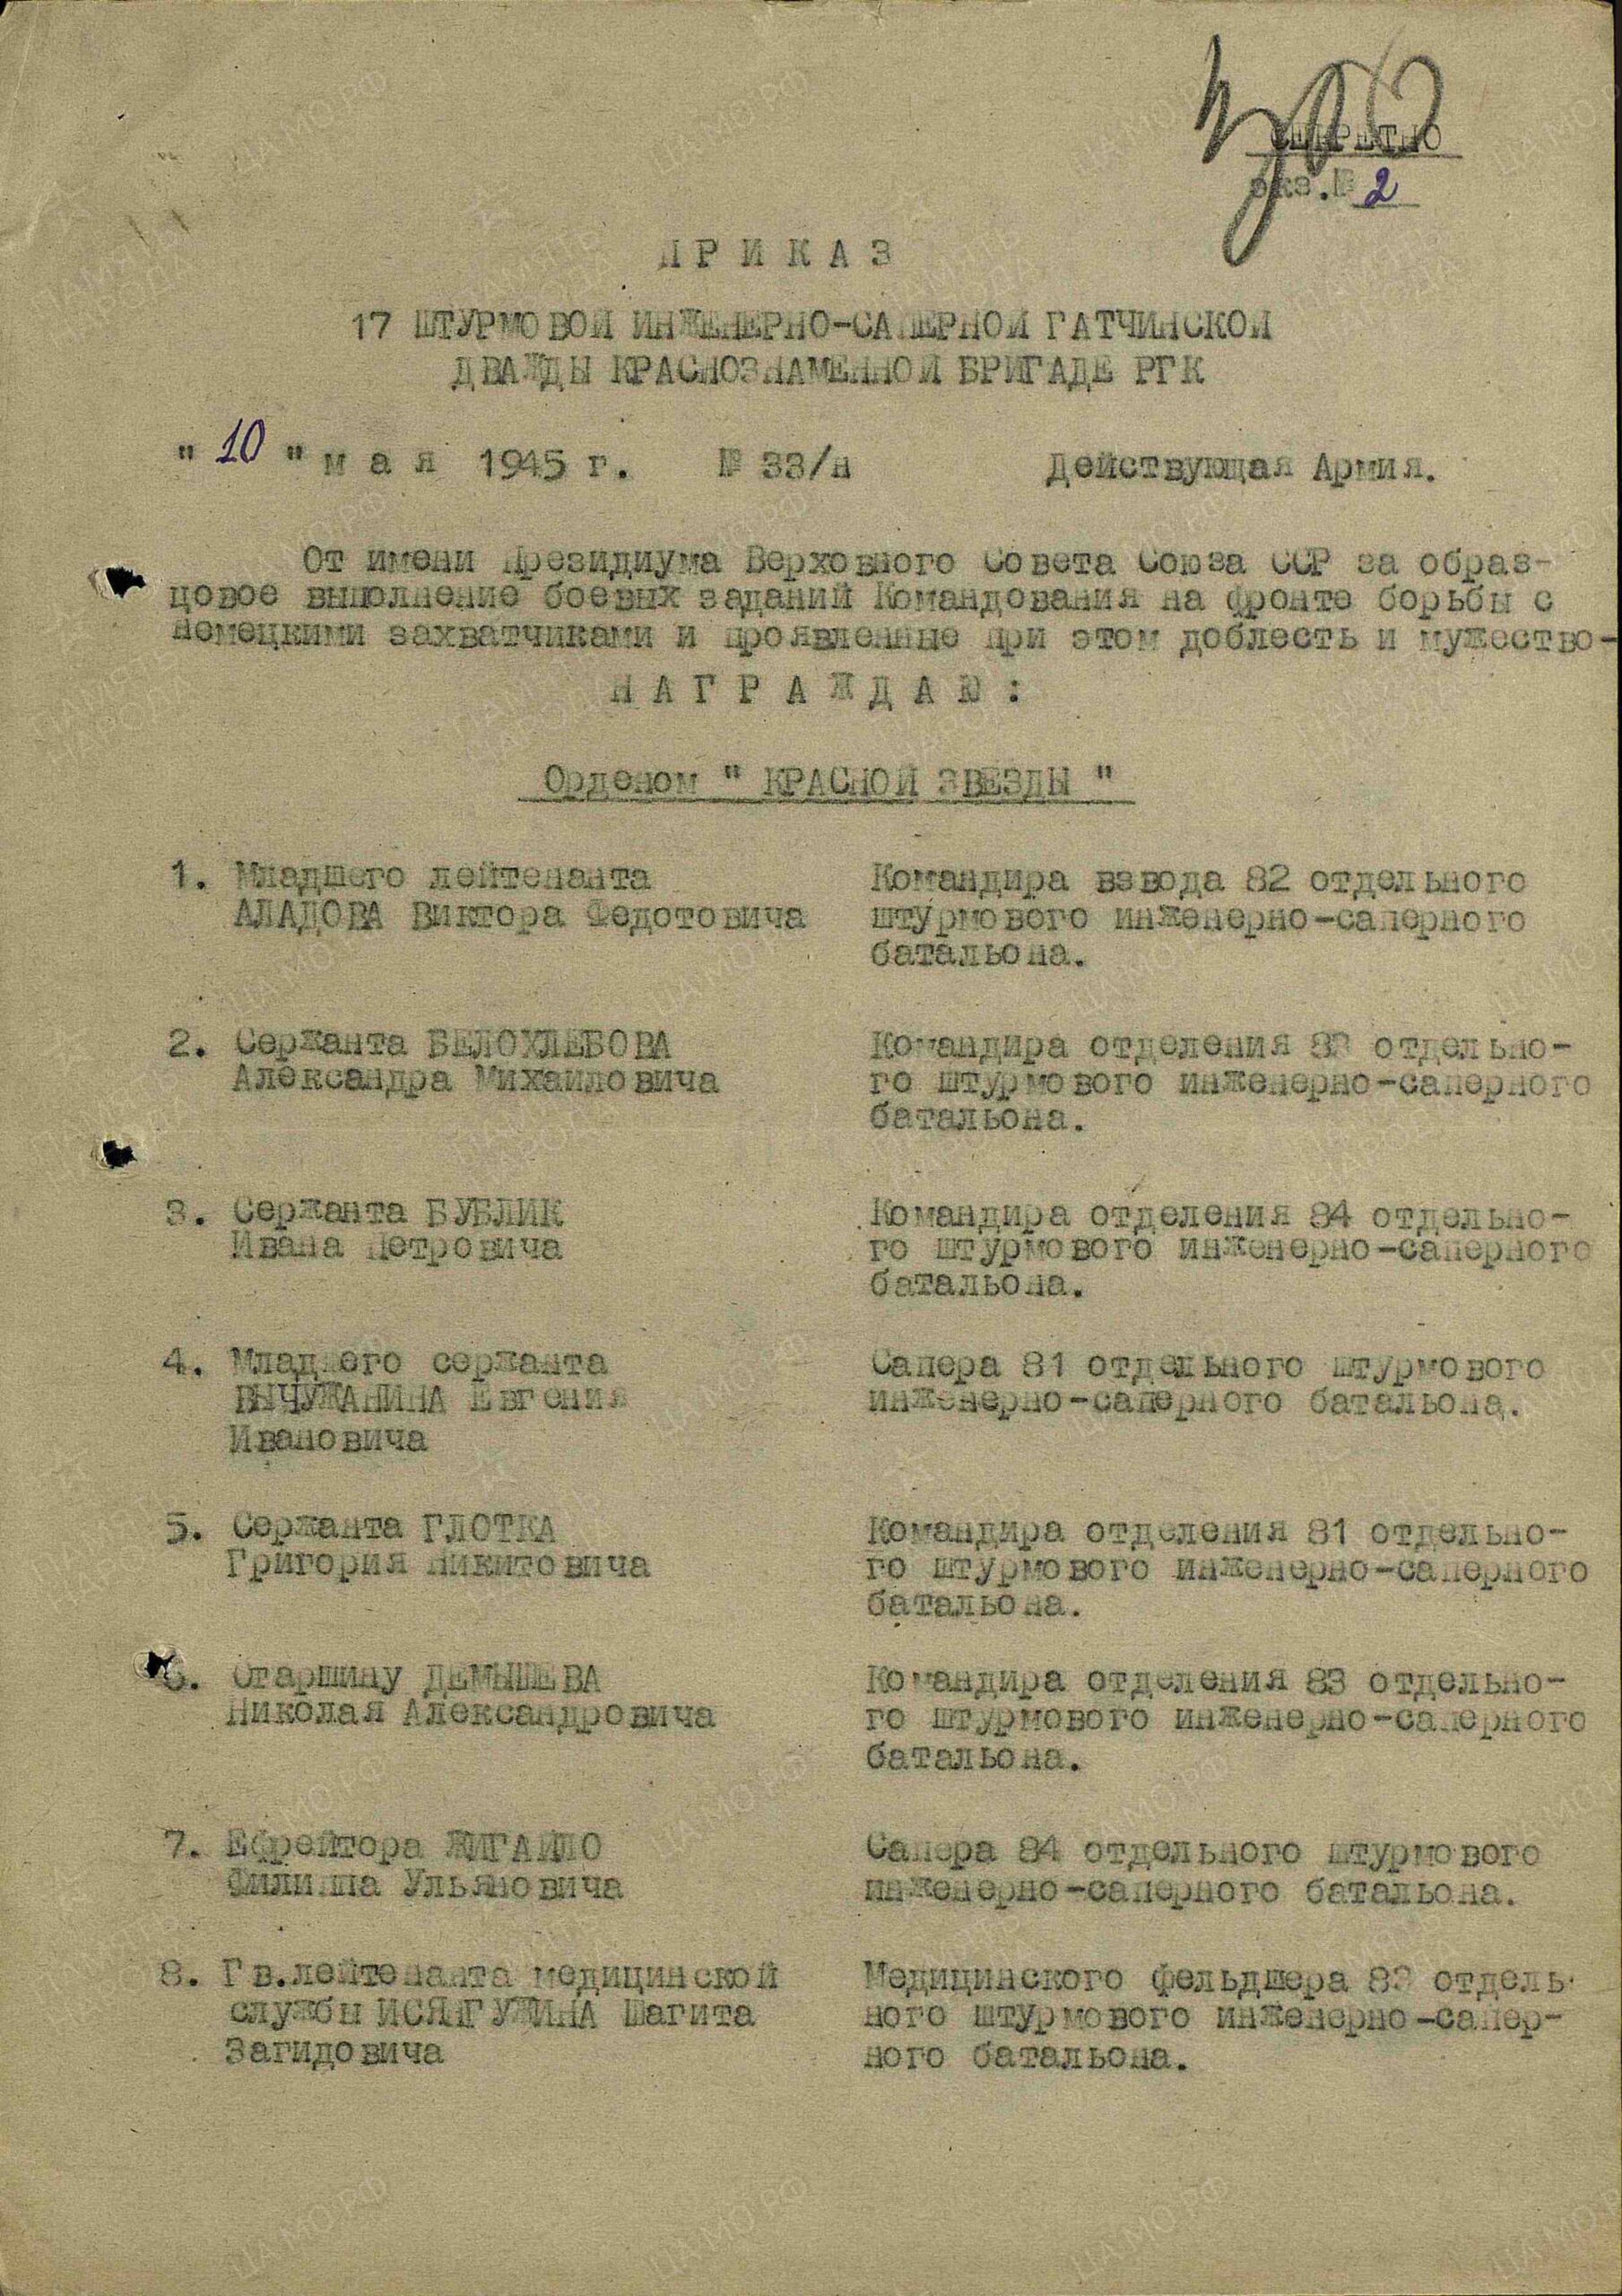 СЕКРЕТНО
экз.№ 2
ПРИКАЗ
17 ШТУРМОВОЙ ИНЖЕНЕРНО-САПЕРНОЙ ГАТЧИНСКОЙ
ДВАЖДЫ КРАСНОЗНАМЕННОЙ БРИГАДЕ РГК
"10" мая 1945 г. № 33/н Действующая Армия.
От имени Президиума Верховного Совета Союза ССР за образ-
цовое выполнение боевых заданий Командования на фронте борьбы с
немецкими захватчиками и проявленные при этом доблесть и мужество-
НАГРАЖДАЮ:
Орденом " КРАСНОЙ ЗВЕЗДЫ "
1. Младшего лейтенанта
АЛАДОВА Виктора Федотовича
Командира взвода 82 отдельного
штурмового инженерно-саперного
батальона.
2. Сержанта БЕЛОХЛЕБОВА
Александра Михайловича
Командира отделения 83 отдельно-
го штурмового инженерно-саперного
батальона.
3. Сержанта БУБЛИК
Ивана Петровича
Командира отделения 84 отдельно-
го штурмового инженерно-саперного
батальона.
4. Младшего сержанта
ВЫЧУЖАНИНА Евгения
Ивановича
Сапера 81 отдельного штурмового
инженерно-саперного батальона.
5. Сержанта ГЛОТКА
Григория Никитовича
Командира отделения 81 отдельно-
го штурмового инженерно-саперного
батальона.
6. Старшину ДЕМЫШЕВА
Николая Александровича
Командира отделения 83 отдельно-
го штурмового инженерно-саперного
батальона.
7. Ефрейтора ЖИГАЙЛО
Филиппа Ульяновича
Сапера 84 отдельного штурмового
инженерно-саперного батальона.
8. Гв.лейтенанта медицинской
службы ИСЯНГУЖИНА Шагита
Загидовича
Медицинского фельдшера 83 отдель-
ного штурмового инженерно-сапер-
ного батальона.